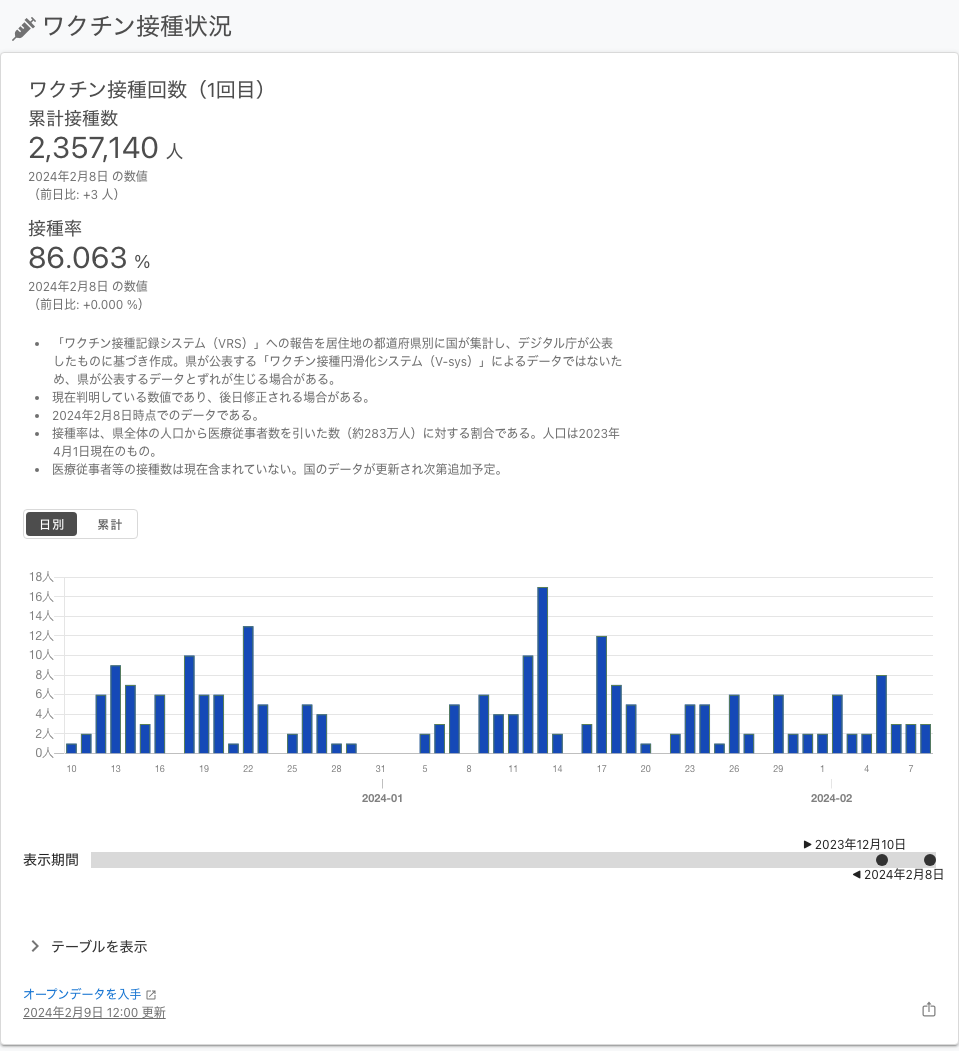 ワクチン接種状況
ワクチン接種回数（1回目）
累計接種数
2,357,140 人
2024年2月8日 の数値
（前日比: +3 人）
接種率
86.063 %
2024年2月8日 の数値
（前日比: +0.000 %）
• 「ワクチン接種記録システム（VRS）」への報告を居住地の都道府県別に国が集計し、デジタル庁が公表
したものに基づき作成。県が公表する「ワクチン接種円滑化システム（V-sys）」によるデータではないた
め、県が公表するデータとずれが生じる場合がある。
• 現在判明している数値であり、後日修正される場合がある。
• 2024年2月8日時点でのデータである。
• 接種率は、県全体の人口から医療従事者数を引いた数（約283万人）に対する割合である。人口は2023年
4月1日現在のもの。
• 医療従事者等の接種数は現在含まれていない。国のデータが更新され次第追加予定。
日別 累計
18人
16人
14人
12人
10人
8人
6人
4人
2人
0人
10 13 16 19 22 25 28 31 5 8 11 14 17 20 23 26 29 1 4 7
2024-01 2024-02
▶ 2023年12月10日
表示期間
◀ 2024年2月8日
テーブルを表示
オープンデータを入手
2024年2月9日 12:00 更新